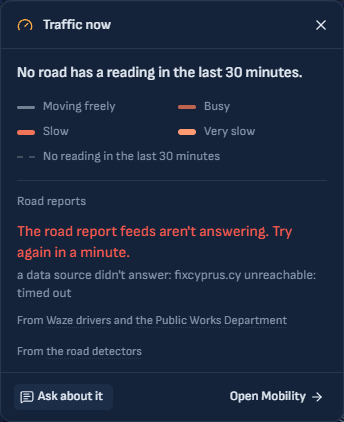 Traffic now
No road has a reading in the last 30 minutes.
Moving freely
Busy
Slow
Very slow
No reading in the last 30 minutes
Road reports
The road report feeds aren't answering. Try
again in a minute.
a data source didn't answer: fixcyprus.cy unreachable:
timed out
From Waze drivers and the Public Works Department
From the road detectors
Ask about it
Open Mobility →